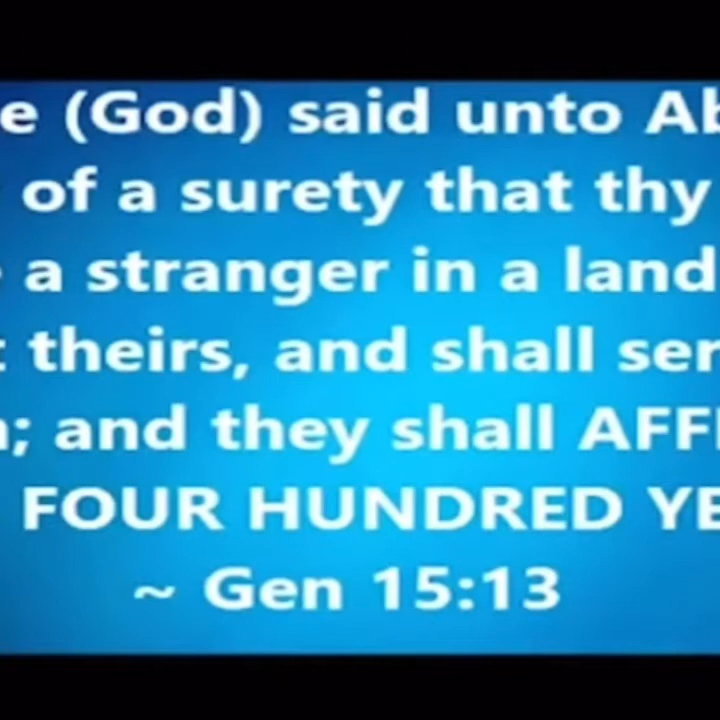 e (God) said unto Ab
of a surety that thy
a stranger in a land
theirs, and shall ser
; and they shall AFF
FOUR HUNDRED YE
~ Gen 15:13